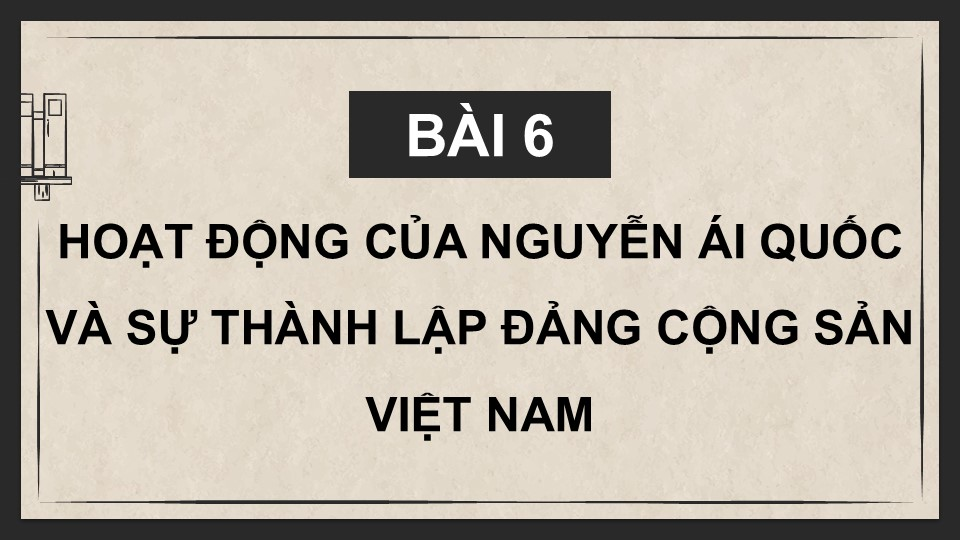 BÀI 6
HOẠT ĐỘNG CỦA NGUYỄN ÁI QUỐC
VÀ SỰ THÀNH LẬP ĐẢNG CỘNG SẢN
VIỆT NAM